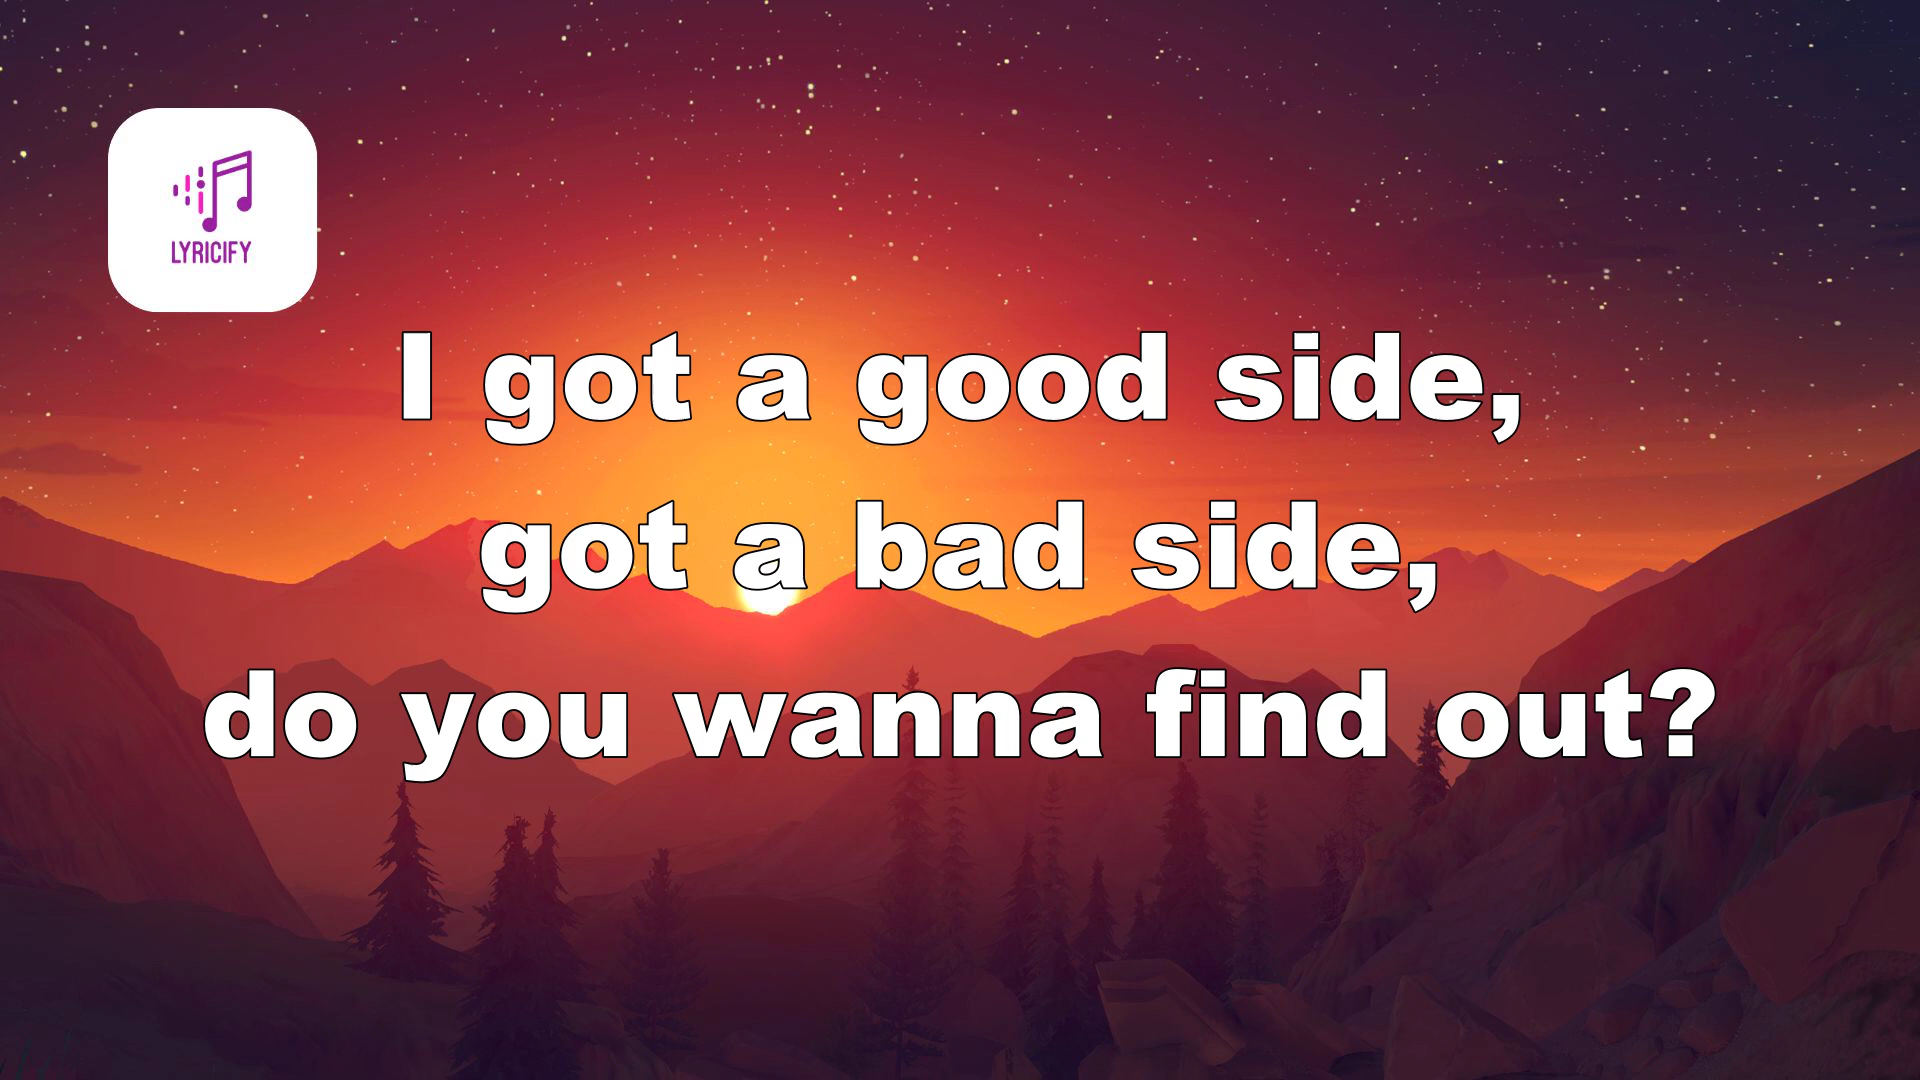 LYRICIFY
I got a good side,
got a bad side,
do you wanna find out?